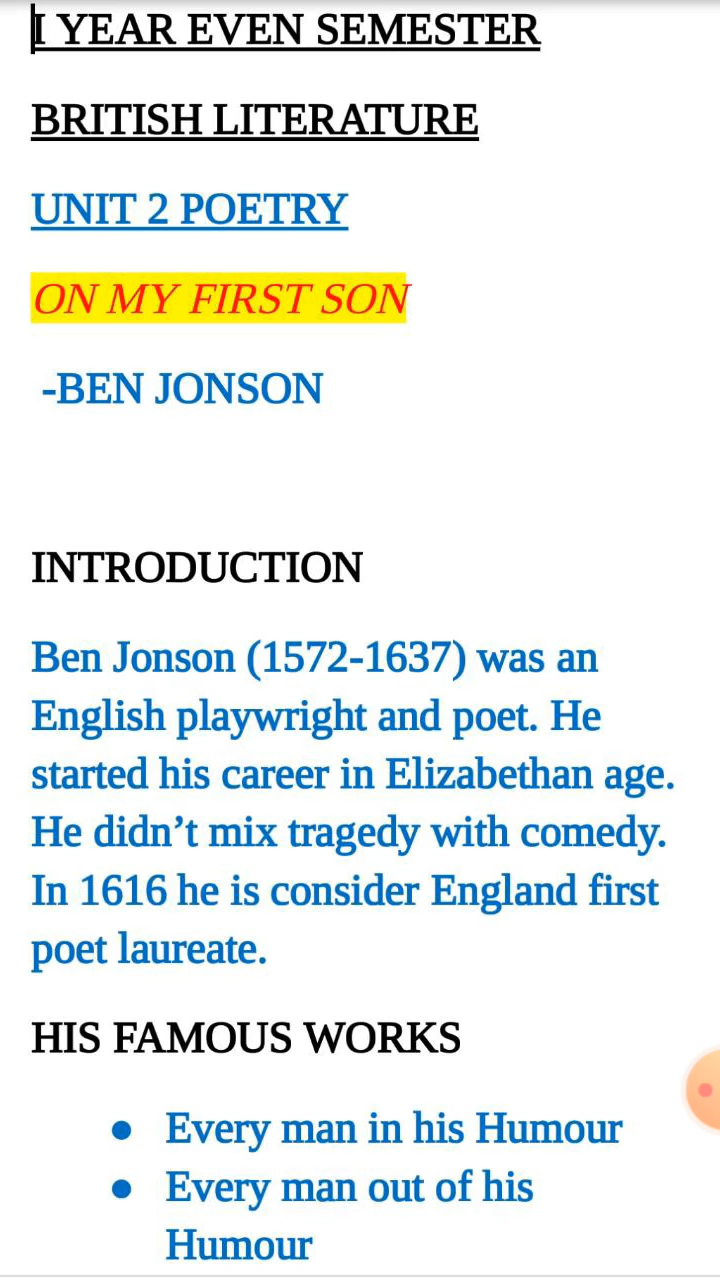 I YEAR EVEN SEMESTER
BRITISH LITERATURE
UNIT 2 POETRY
ON MY FIRST SON
-BEN JONSON
INTRODUCTION
Ben Jonson (1572-1637) was an
English playwright and poet. He
started his career in Elizabethan age.
He didn’t mix tragedy with comedy.
In 1616 he is consider England first
poet laureate.
HIS FAMOUS WORKS
● Every man in his Humour
● Every man out of his
Humour